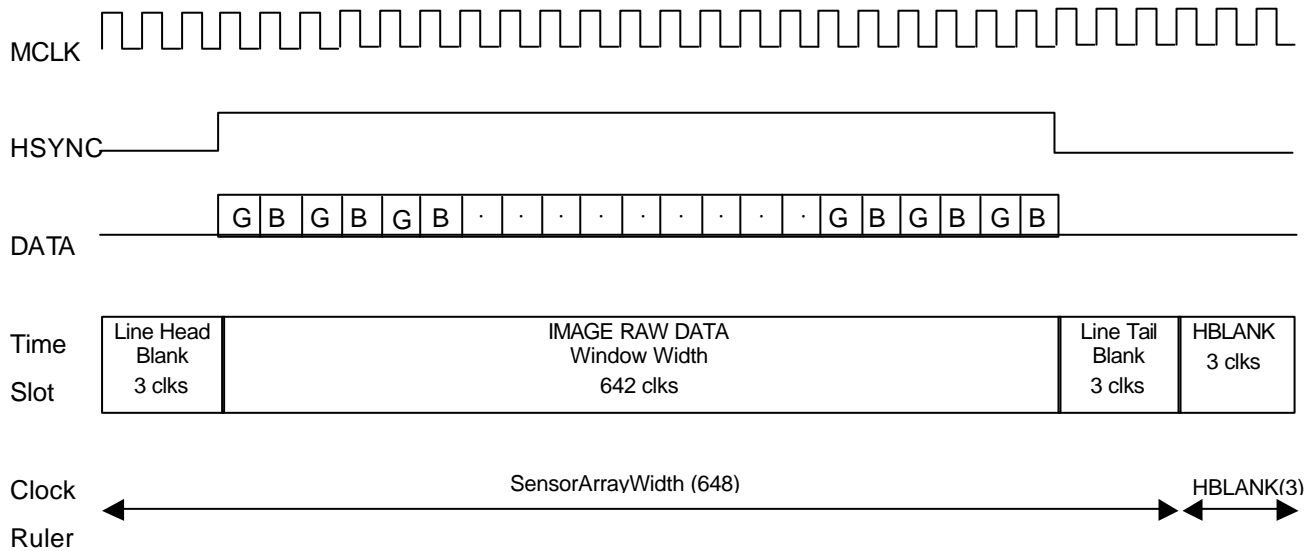 MCLK
HSYNC
DATA
G B G B G B · · · · · · · · · G B G B G B
Time
Slot
Line Head
Blank
3 clks
IMAGE RAW DATA
Window Width
642 clks
Line Tail
Blank
3 clks
HBLANK
3 clks
Clock
Ruler
SensorArrayWidth (648)
HBLANK(3)